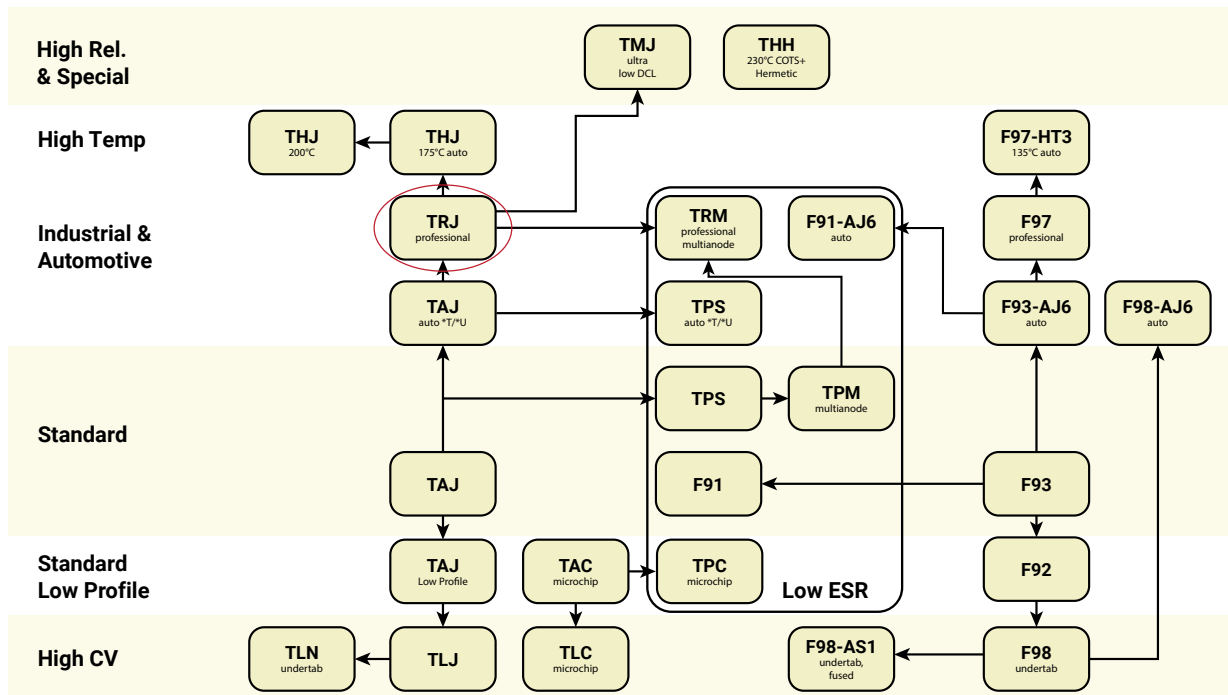 High Rel.
& Special
TMJ
ultra
low DCL
THH
230°C COTS+
Hermetic
High Temp
THJ
200°C
THJ
175°C auto
F97-HT3
135°C auto
Industrial &
Automotive
TRJ
professional
TRM
professional
multianode
F91-AJ6
auto
F97
professional
TAJ
auto *T/*U
TPS
auto *T/*U
F93-AJ6
auto
F98-AJ6
auto
Standard
TPS
TPM
multianode
TAJ
F91
F93
Standard
Low Profile
TAJ
Low Profile
TAC
microchip
TPC
microchip
Low ESR
F92
High CV
TLN
undertab
TLJ
TLC
microchip
F98-AS1
undertab,
fused
F98
undertab